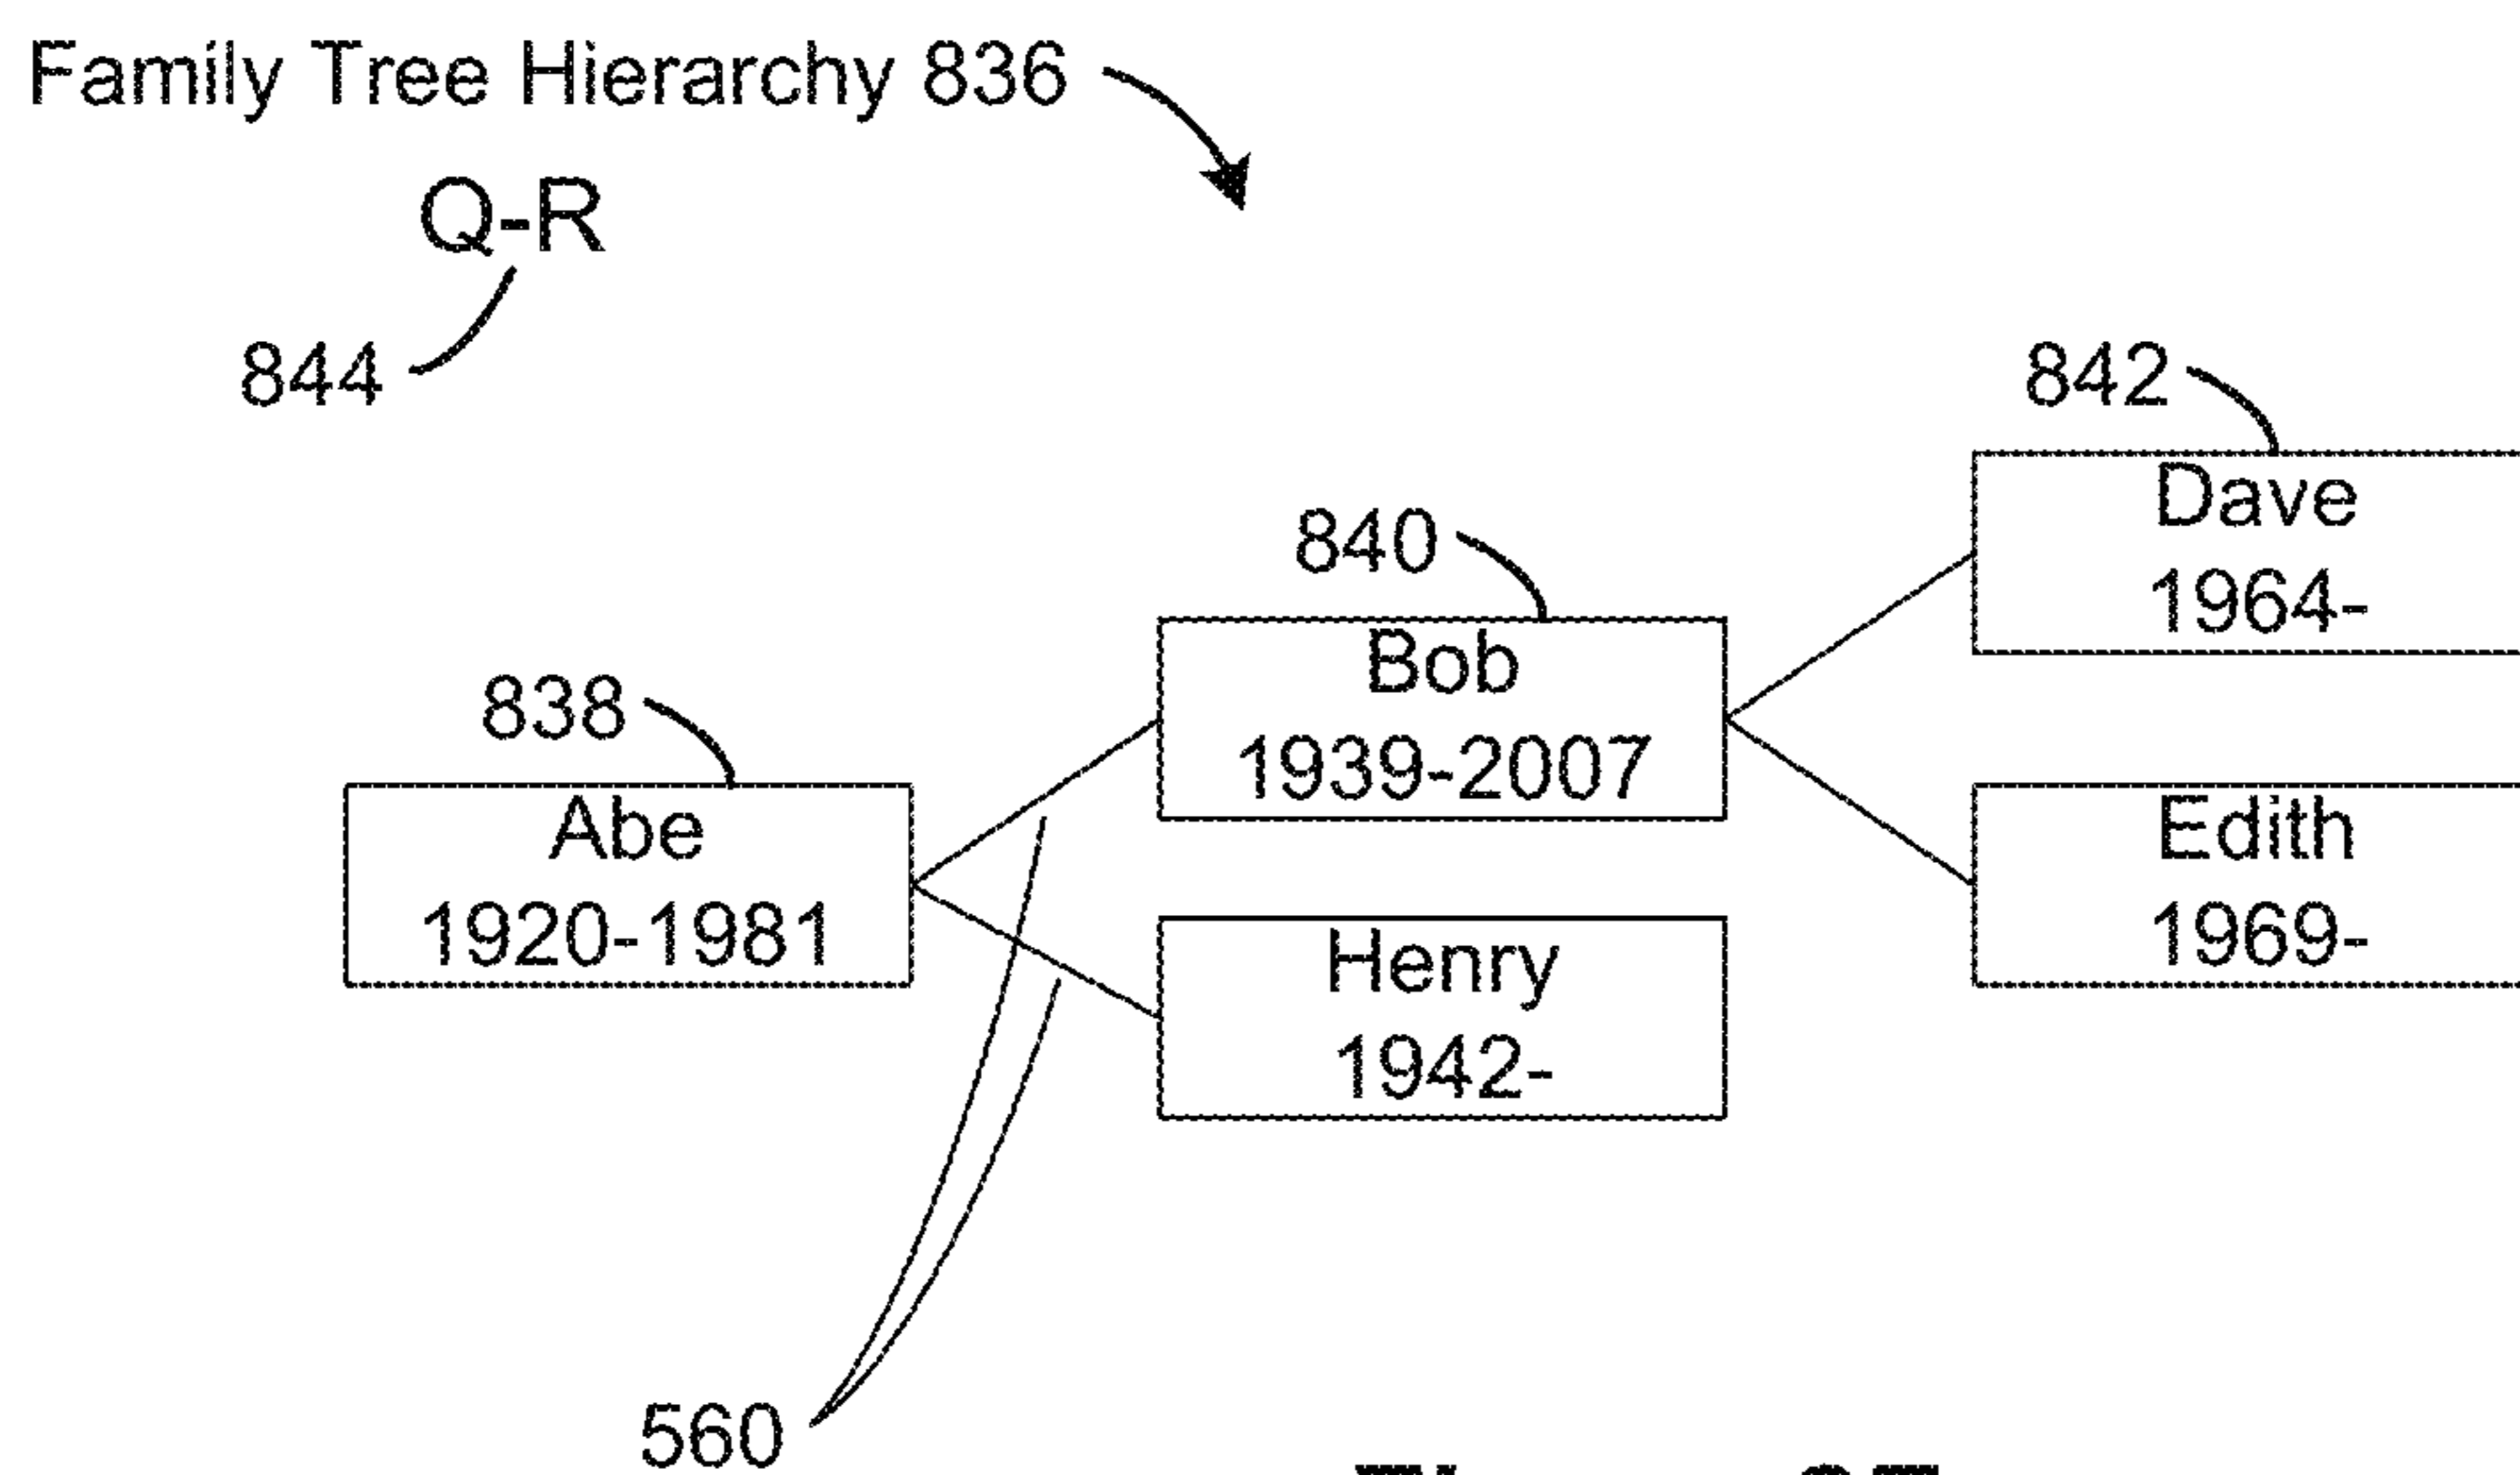 Family Tree Hierarchy 836
Q-R
844
842
Dave
1964-
840
Bob
1939-2007
838
Abe
1920-1981
Edith
1969-
Henry
1942-
560